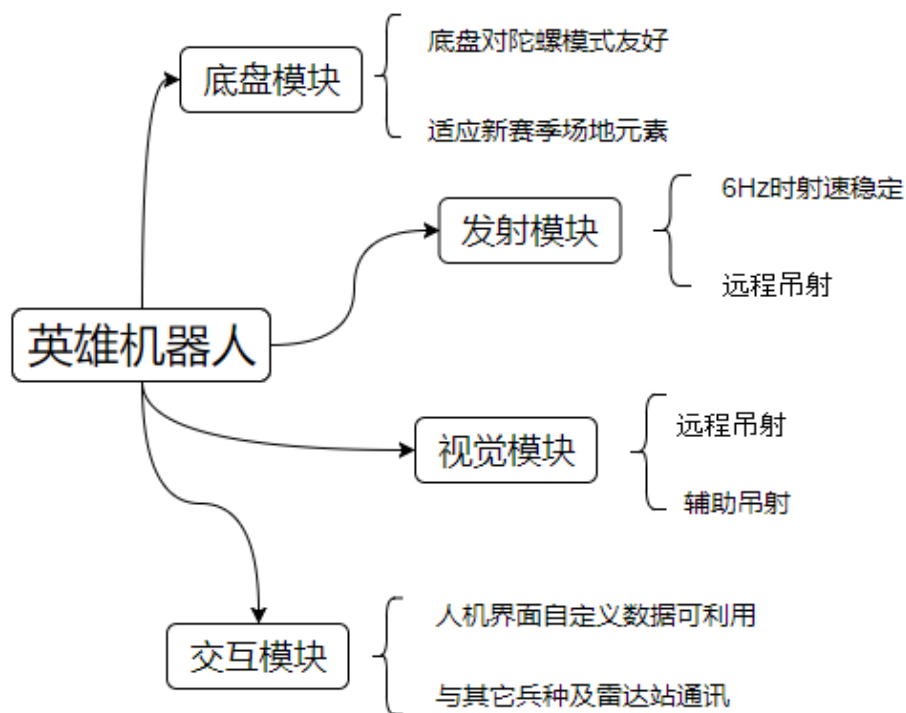 底盘模块
底盘对陀螺模式友好
适应新赛季场地元素
发射模块
6Hz时射速稳定
远程吊射
英雄机器人
视觉模块
远程吊射
辅助吊射
交互模块
人机界面自定义数据可利用
与其它兵种及雷达站通讯